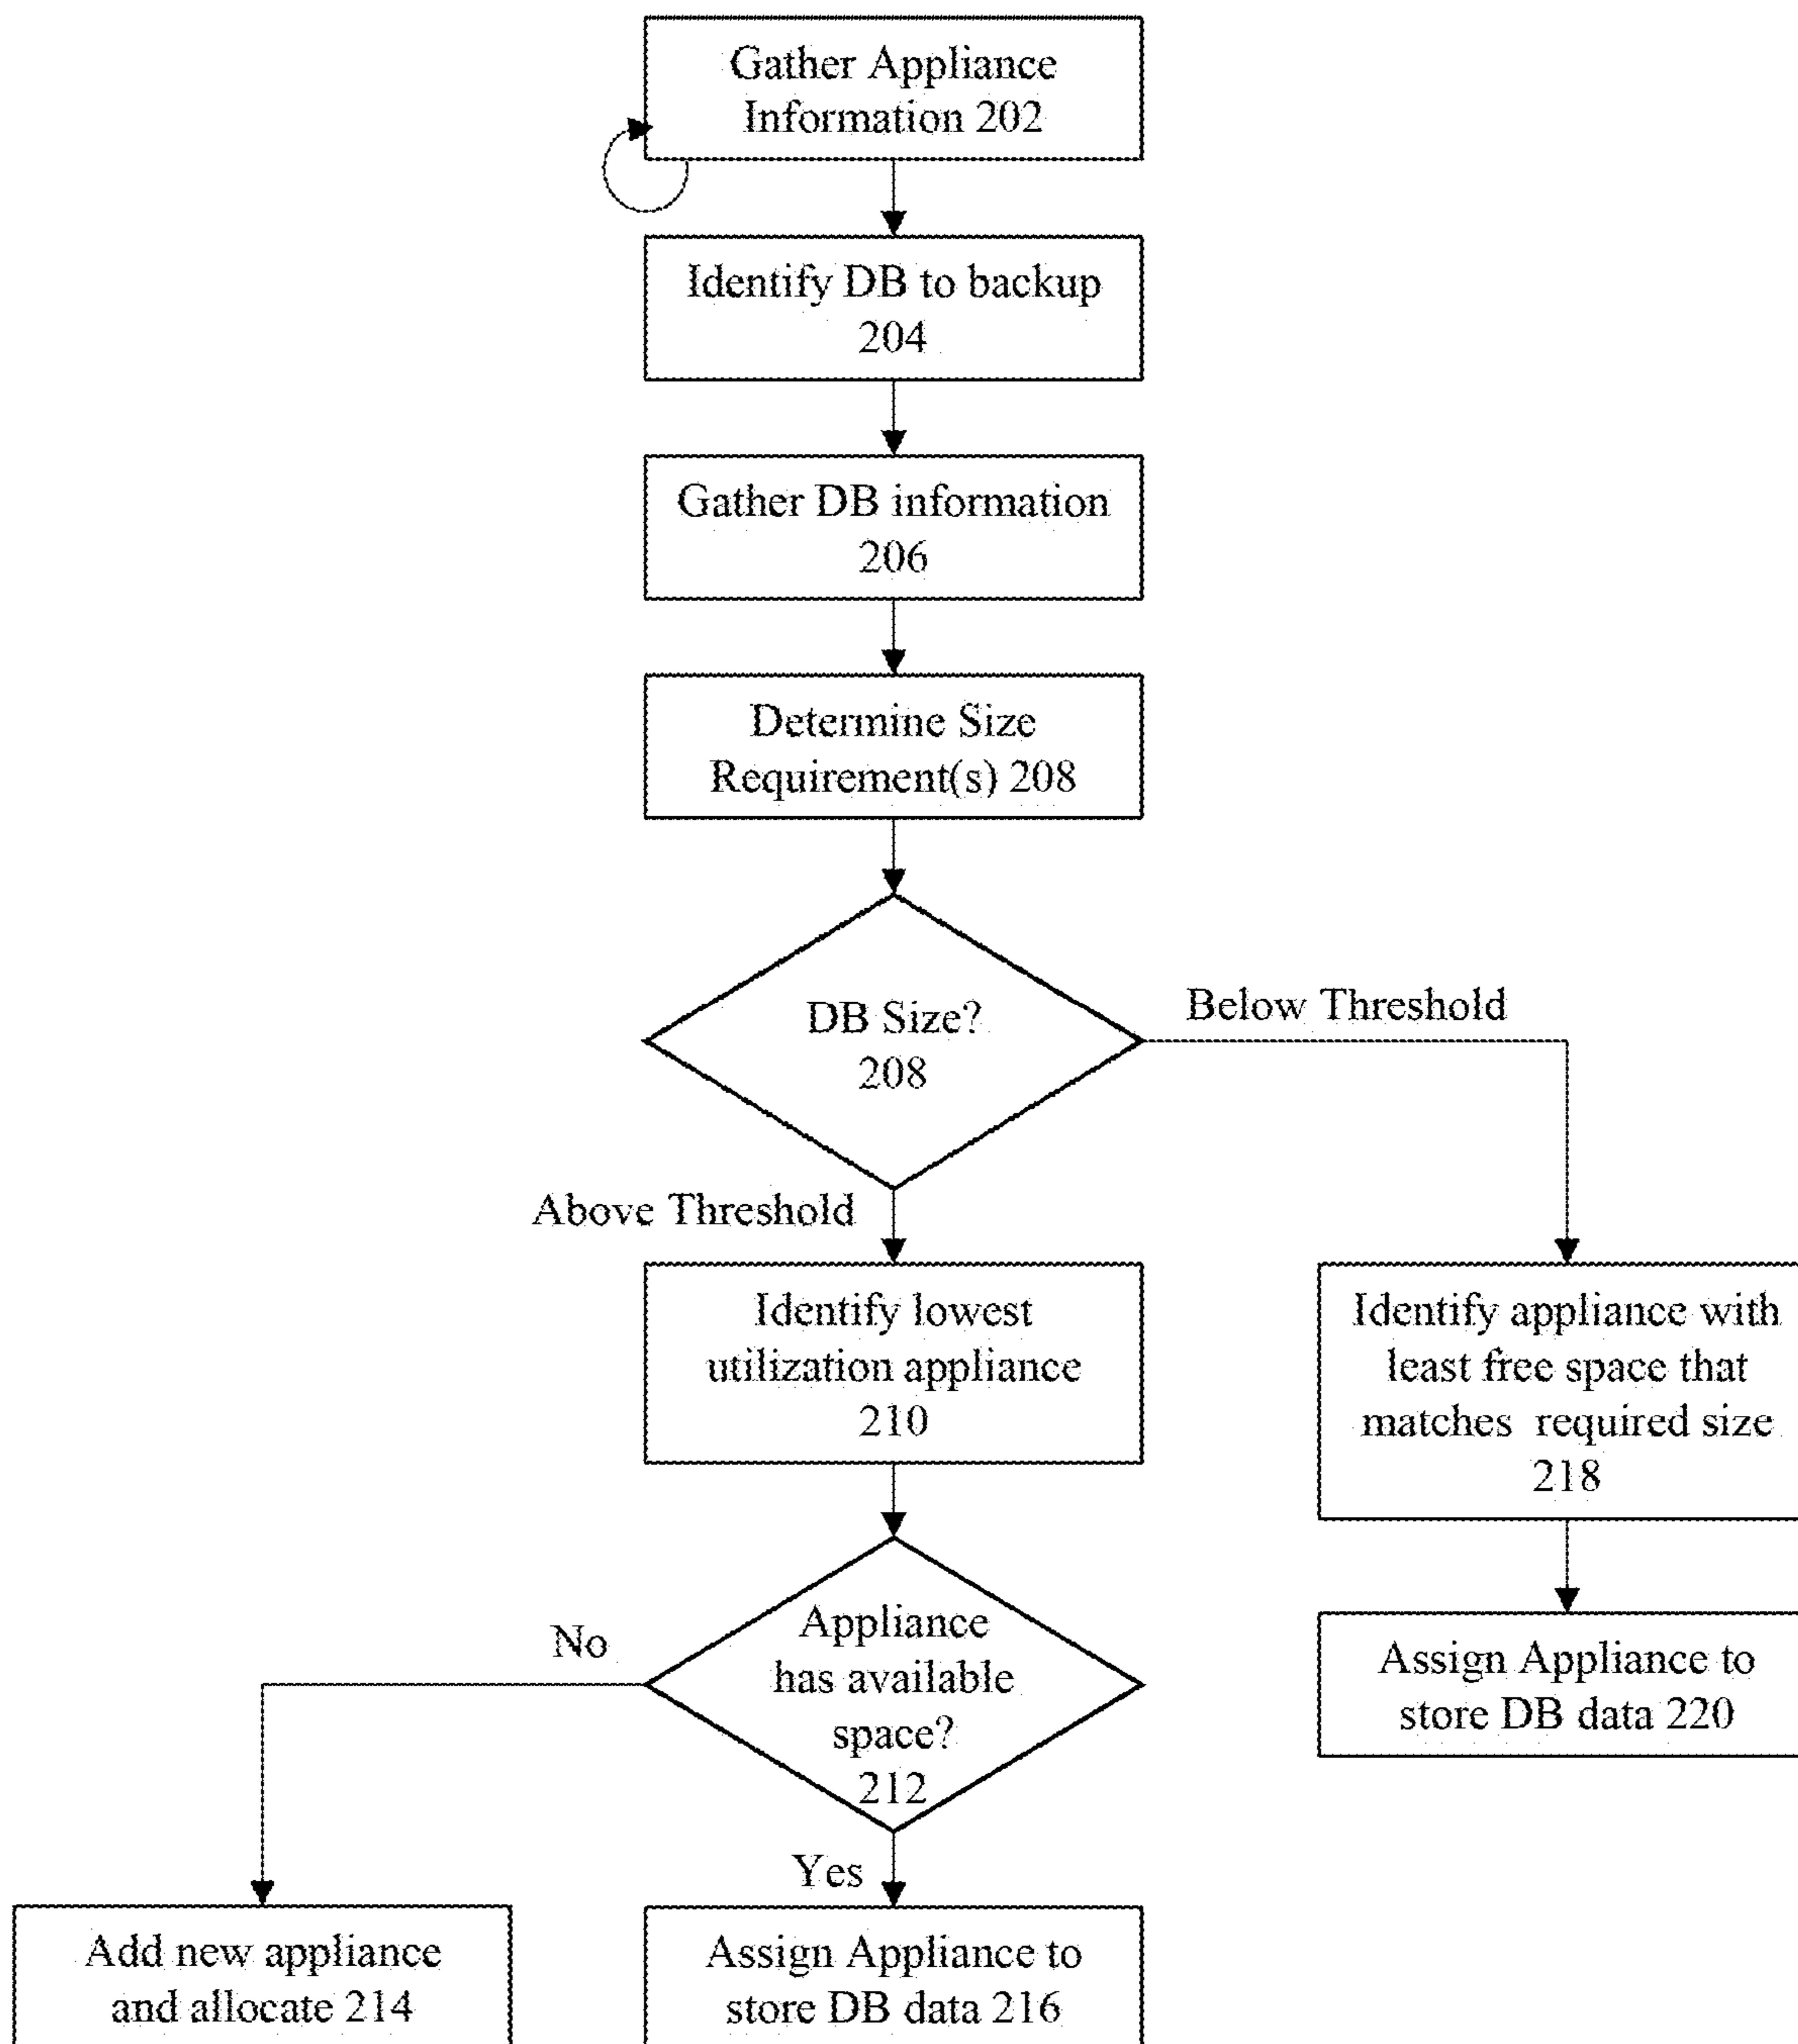 Gather Appliance
Information 202
Identify DB to backup
204
Gather DB information
206
Determine Size
Requirement(s) 208
DB Size?
208
Below Threshold
Above Threshold
Identify lowest
utilization appliance
210
Identify appliance with
least free space that
matches required size
218
Appliance
has available
space?
212
No
Assign Appliance to
store DB data 220
Yes
Add new appliance
and allocate 214
Assign Appliance to
store DB data 216